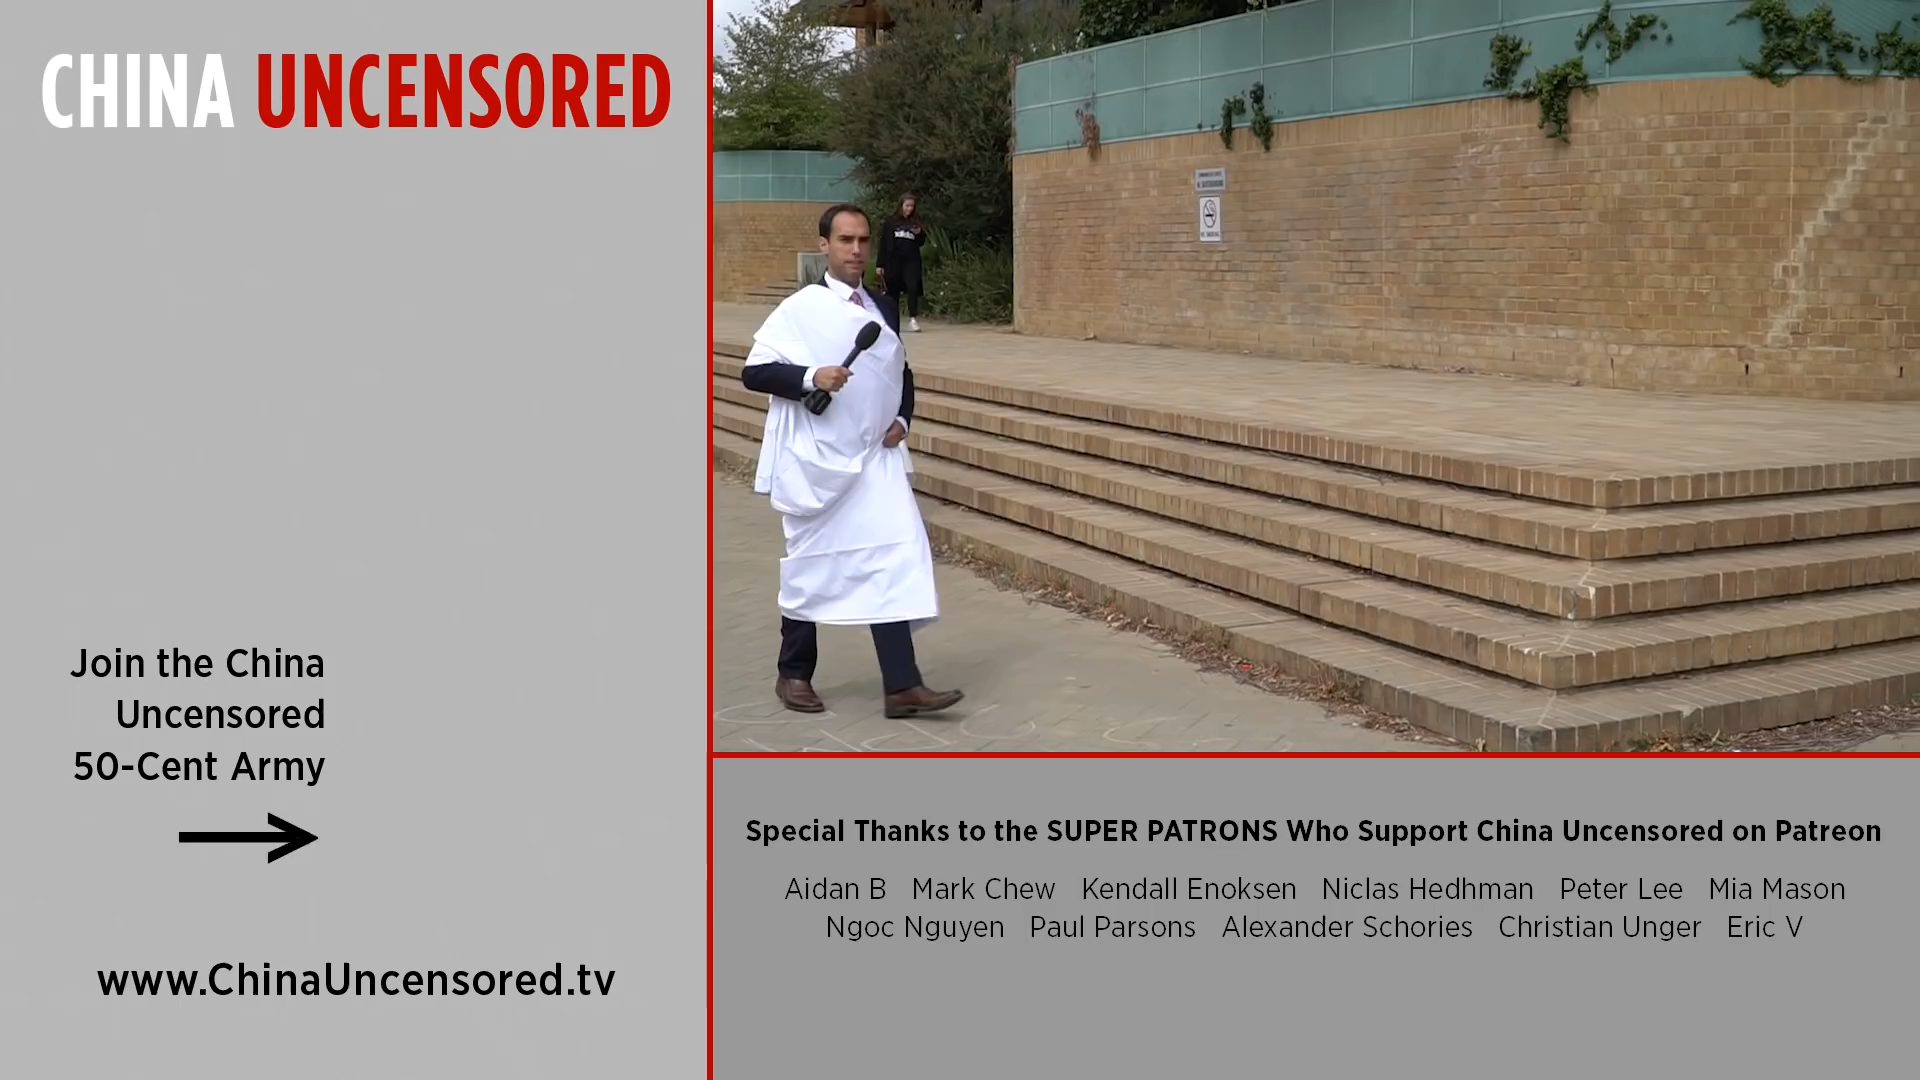 CHINA UNCENSORED
Join the China
Uncensored
50-Cent Army
www.ChinaUncensored.tv
Special Thanks to the SUPER PATRONS Who Support China Uncensored on Patreon
Aidan B Mark Chew Kendall Enoksen Niclas Hedhman Peter Lee Mia Mason
Ngoc Nguyen Paul Parsons Alexander Schories Christian Unger Eric V